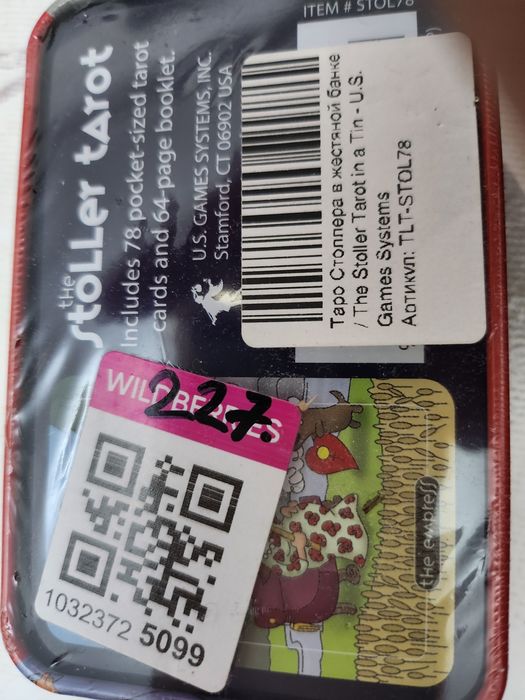 ITEM # STOL78
the
stoller tarot
Includes 78 pocket-sized tarot
cards and 64-page booklet.
U.S. GAMES SYSTEMS, INC.
Stamford, CT 06902 USA
Таро Столлера в жестяной банке
/ The Stoller Tarot in a Tin - U.S.
Games Systems
Артикул: TLT-STOL78
WILDBERRIES
227.
1032372 5099
the empress